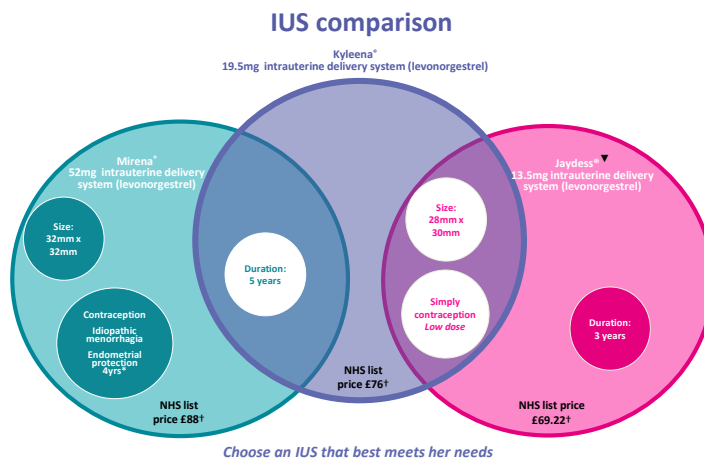 IUS comparison
Kyleena®
19.5mg intrauterine delivery system (levonorgestrel)
Mirena®
52mg intrauterine delivery
system (levonorgestrel)
Jaydess®▼
13.5mg intrauterine delivery
system (levonorgestrel)
Size:
32mm x
32mm
Duration:
5 years
Size:
28mm x
30mm
Contraception
Idiopathic
menorrhagia
Endometrial
protection
4yrs*
Simply
contraception
Low dose
Duration:
3 years
NHS list
price £88†
NHS list
price £76†
NHS list price
£69.22†
Choose an IUS that best meets her needs